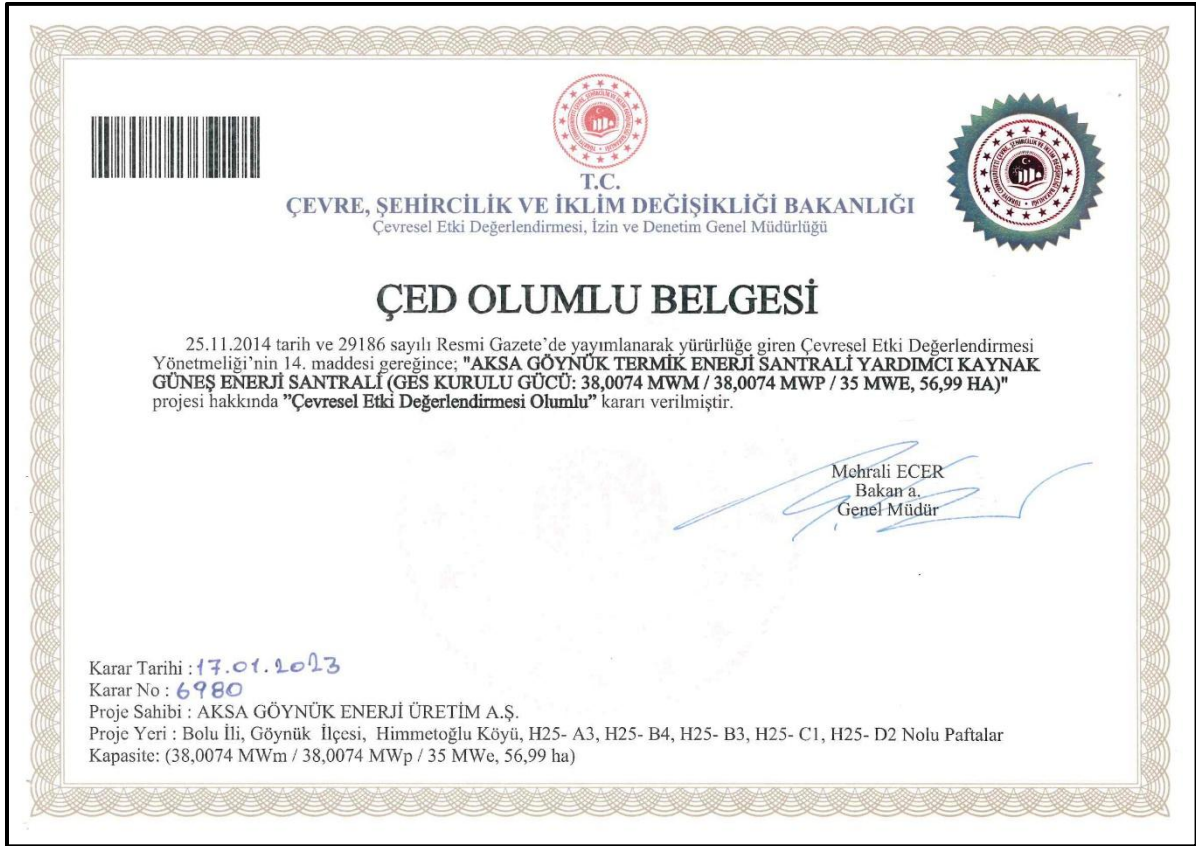 T.C.
ÇEVRE, ŞEHİRCİLİK VE İKLİM DEĞİŞİKLİĞİ BAKANLIĞI
Çevresel Etki Değerlendirmesi, İzin ve Denetim Genel Müdürlüğü
ÇED OLUMLU BELGESİ
25.11.2014 tarih ve 29186 sayılı Resmi Gazete'de yayımlanarak yürürlüğe giren Çevresel Etki Değerlendirmesi
Yönetmeliği'nin 14. maddesi gereğince; "AKSA GÖYNÜK TERMİK ENERJİ SANTRALİ YARDIMCI KAYNAK
GÜNEŞ ENERJİ SANTRALİ (GES KURULU GÜCÜ: 38,0074 MWM / 38,0074 MWP / 35 MWE, 56,99 HA)"
projesi hakkında "Çevresel Etki Değerlendirmesi Olumlu" kararı verilmiştir.
Mehrali ECER
Bakan a.
Genel Müdür
Karar Tarihi : 17.01.2023
Karar No : 6980
Proje Sahibi : AKSA GÖYNÜK ENERJİ ÜRETİM A.Ş.
Proje Yeri : Bolu İli, Göynük İlçesi, Himmetoğlu Köyü, H25- A3, H25- B4, H25- B3, H25- C1, H25- D2 Nolu Paftalar
Kapasite: (38,0074 MWm / 38,0074 MWp / 35 MWe, 56,99 ha)